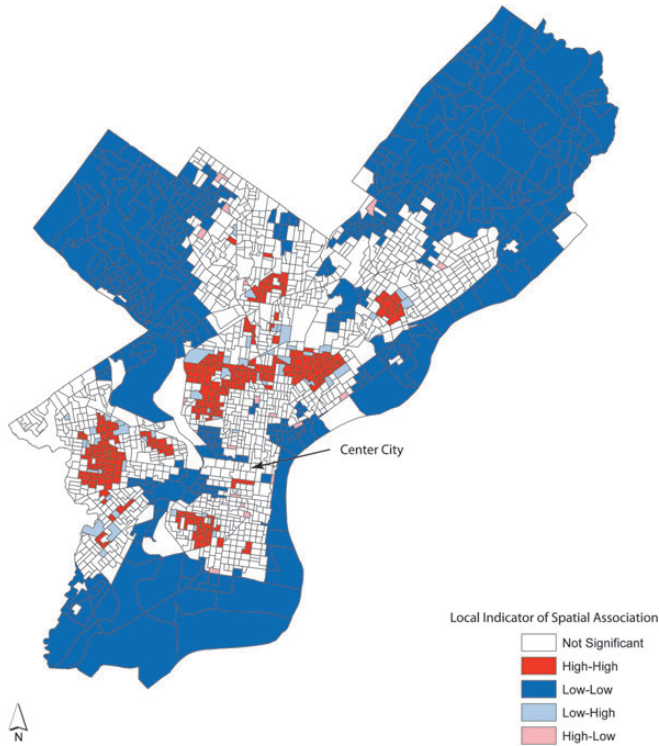 Center City
Local Indicator of Spatial Association
Not Significant
High-High
Low-Low
Low-High
High-Low
N